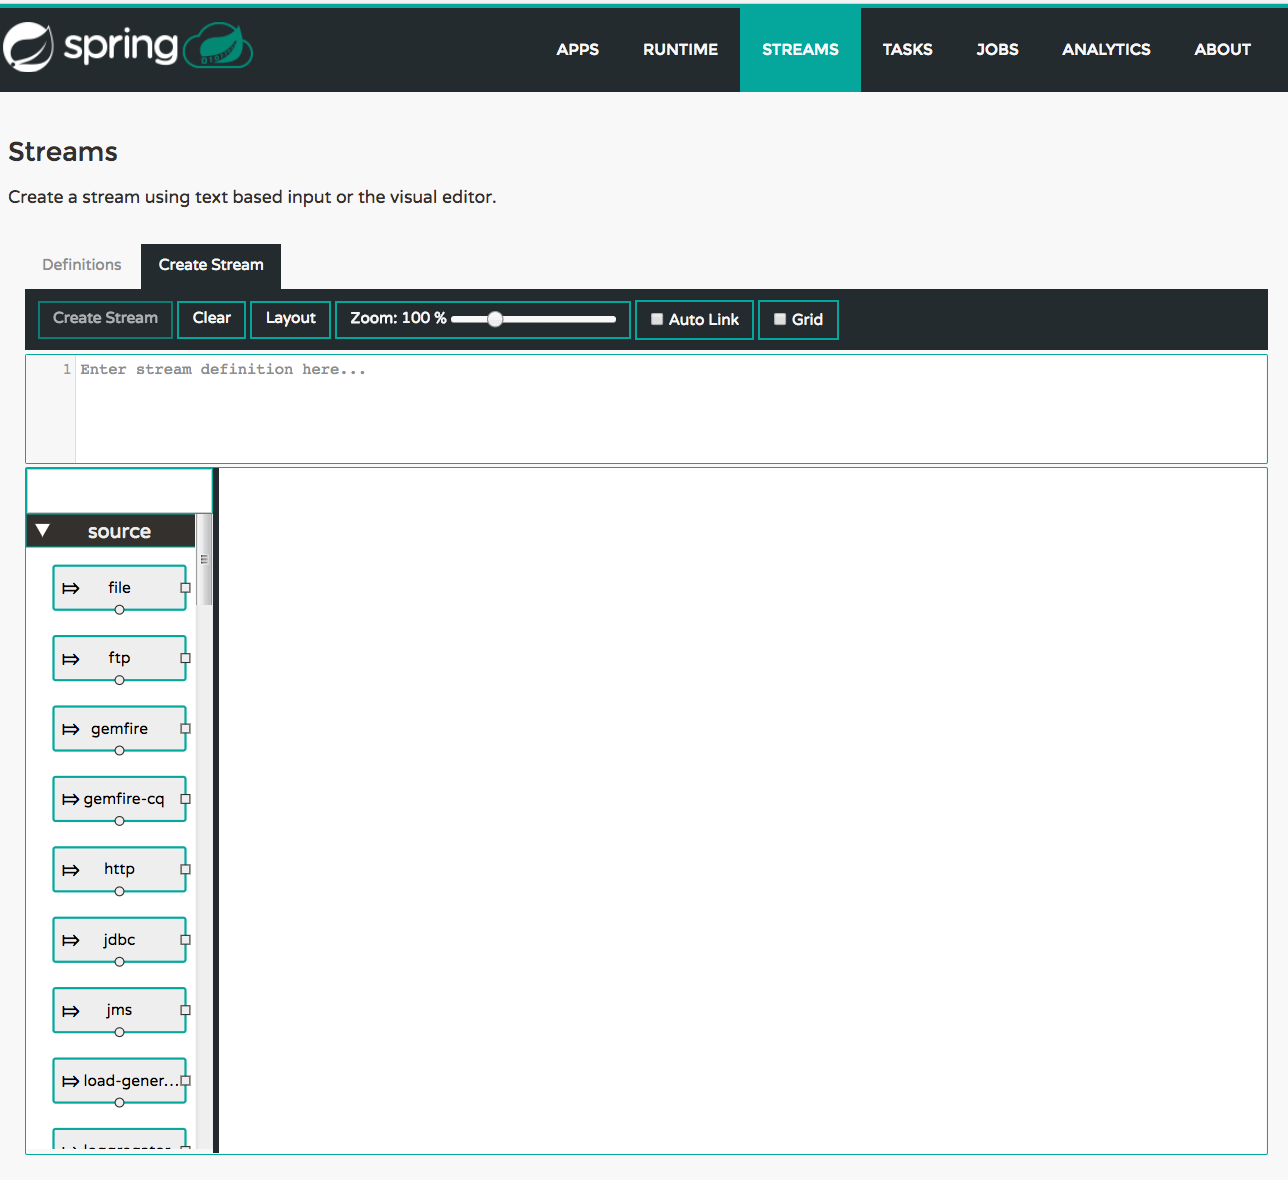 spring
APPS RUNTIME STREAMS TASKS JOBS ANALYTICS ABOUT
Streams
Create a stream using text based input or the visual editor.
Definitions Create Stream
Create Stream Clear Layout Zoom: 100 % Auto Link Grid
1 Enter stream definition here...
source
file
ftp
gemfire
gemfire-cq
http
jdbc
jms
load-gener...